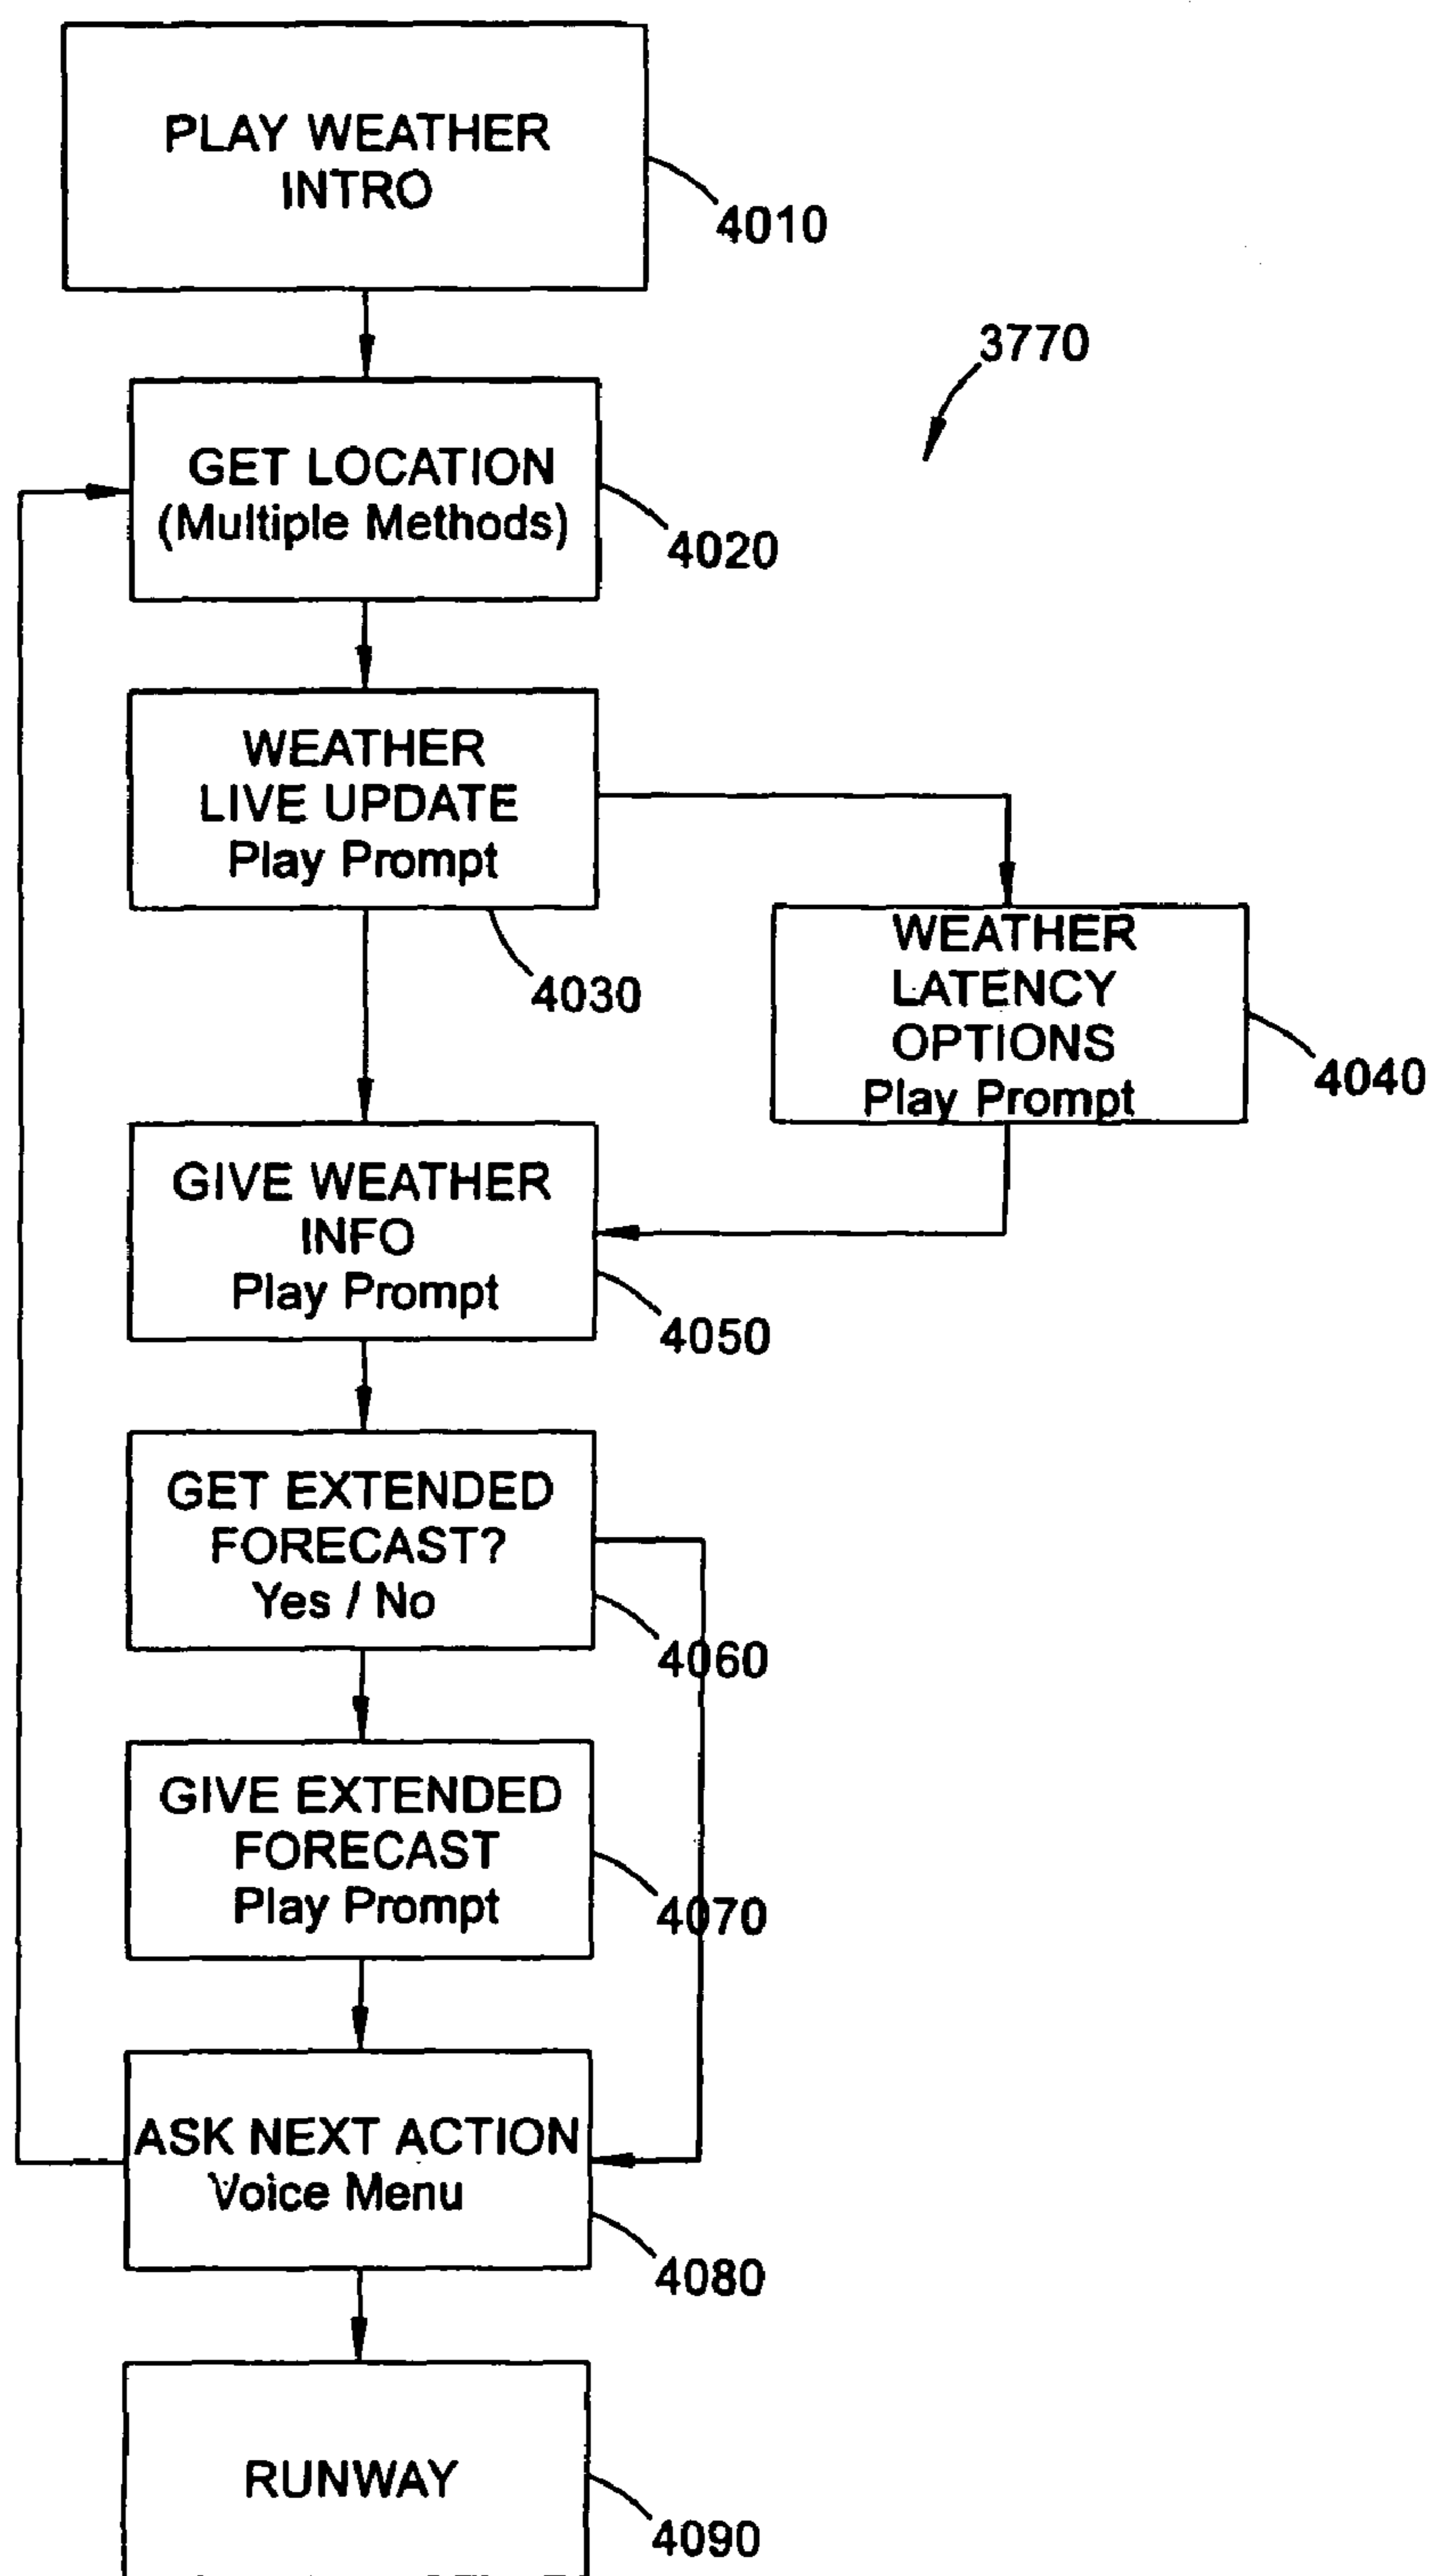 PLAY WEATHER
INTRO
4010
3770
GET LOCATION
(Multiple Methods)
4020
WEATHER
LIVE UPDATE
Play Prompt
4030
WEATHER
LATENCY
OPTIONS
Play Prompt
4040
GIVE WEATHER
INFO
Play Prompt
4050
GET EXTENDED
FORECAST?
Yes / No
4060
GIVE EXTENDED
FORECAST
Play Prompt
4070
ASK NEXT ACTION
Voice Menu
4080
RUNWAY
4090